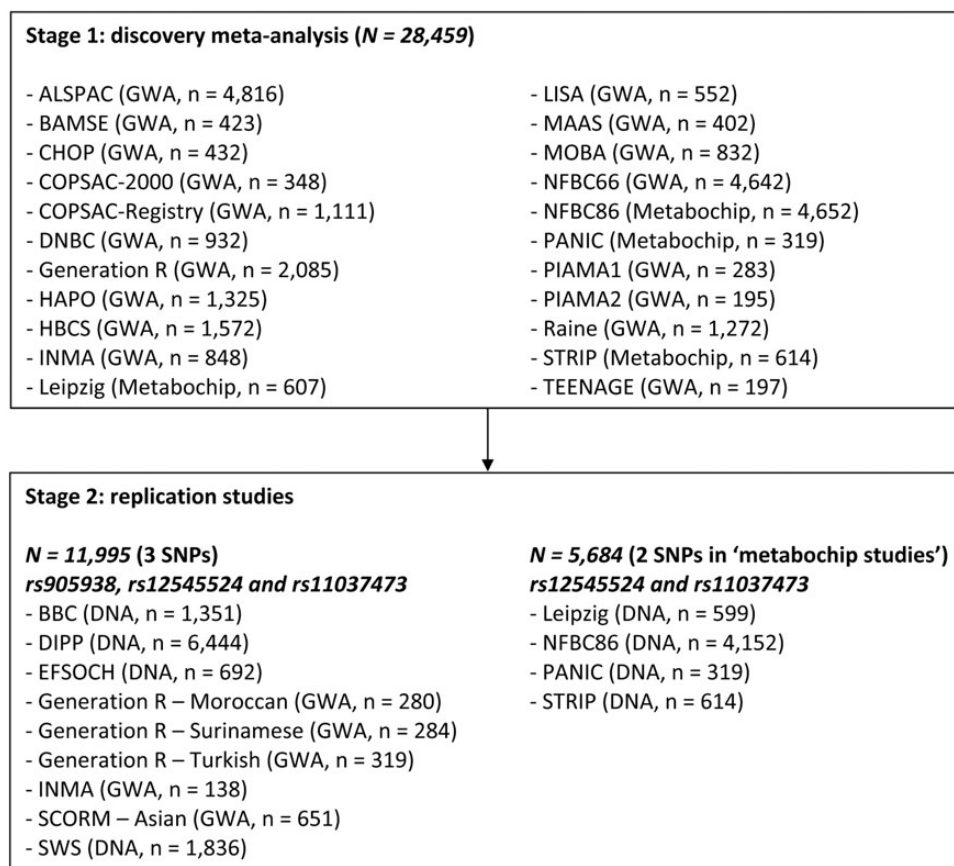 Stage 1: discovery meta-analysis (N = 28,459)
- ALSPAC (GWA, n = 4,816)
- BAMSE (GWA, n = 423)
- CHOP (GWA, n = 432)
- COPSAC-2000 (GWA, n = 348)
- COPSAC-Registry (GWA, n = 1,111)
- DNBC (GWA, n = 932)
- Generation R (GWA, n = 2,085)
- HAPO (GWA, n = 1,325)
- HBCS (GWA, n = 1,572)
- INMA (GWA, n = 848)
- Leipzig (Metabochip, n = 607)
- LISA (GWA, n = 552)
- MAAS (GWA, n = 402)
- MOBA (GWA, n = 832)
- NFBC66 (GWA, n = 4,642)
- NFBC86 (Metabochip, n = 4,652)
- PANIC (Metabochip, n = 319)
- PIAMA1 (GWA, n = 283)
- PIAMA2 (GWA, n = 195)
- Raine (GWA, n = 1,272)
- STRIP (Metabochip, n = 614)
- TEENAGE (GWA, n = 197)
Stage 2: replication studies
N = 11,995 (3 SNPs)
rs905938, rs12545524 and rs11037473
- BBC (DNA, n = 1,351)
- DIPP (DNA, n = 6,444)
- EFSOCH (DNA, n = 692)
- Generation R – Moroccan (GWA, n = 280)
- Generation R – Surinamese (GWA, n = 284)
- Generation R – Turkish (GWA, n = 319)
- INMA (GWA, n = 138)
- SCORM – Asian (GWA, n = 651)
- SWS (DNA, n = 1,836)
N = 5,684 (2 SNPs in ‘metabochip studies’)
rs12545524 and rs11037473
- Leipzig (DNA, n = 599)
- NFBC86 (DNA, n = 4,152)
- PANIC (DNA, n = 319)
- STRIP (DNA, n = 614)